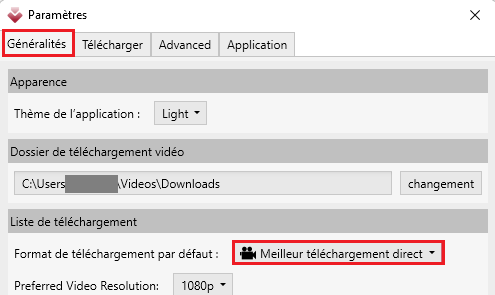 Paramètres
Généralités Télécharger Advanced Application
Apparence
Thème de l'application : Light
Dossier de téléchargement vidéo
C:\Users \Videos\Downloads changement
Liste de téléchargement
Format de téléchargement par défaut : Meilleur téléchargement direct
Preferred Video Resolution: 1080p